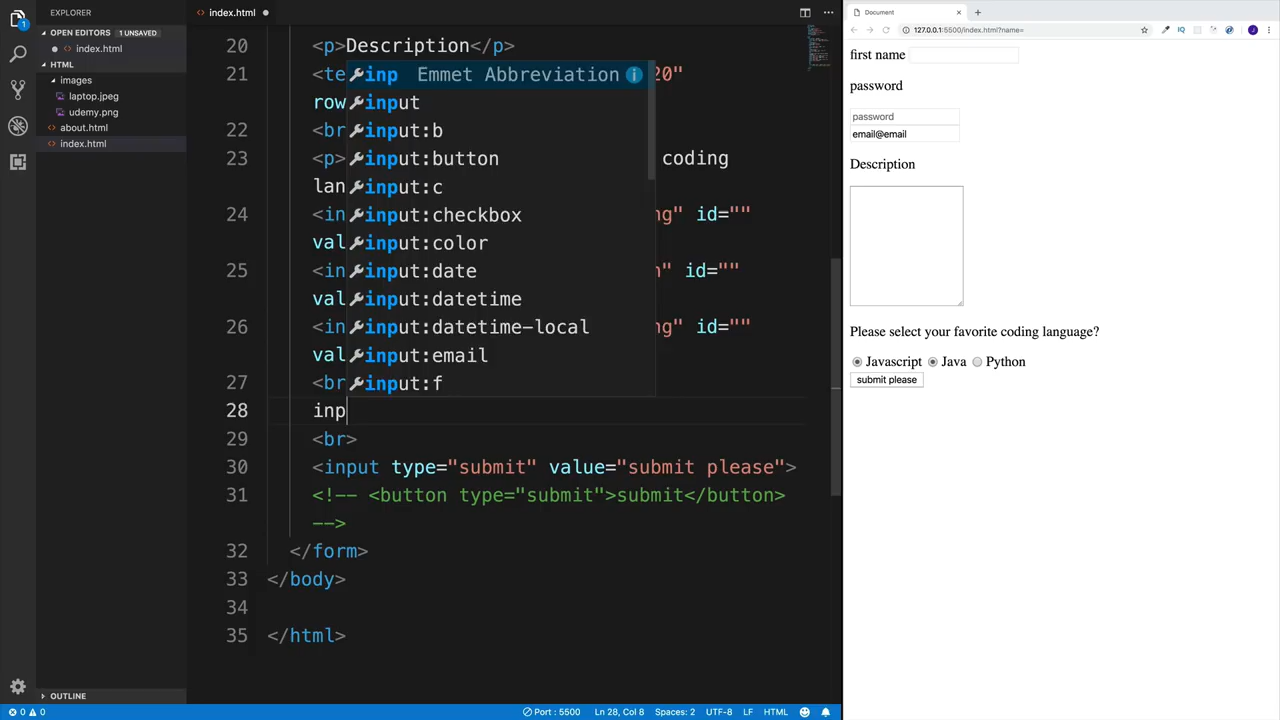 EXPLORER
OPEN EDITORS 1 UNSAVED
index.html
HTML
images
laptop.jpeg
udemy.png
about.html
index.html
OUTLINE
index.html
20 <p>Description</p>
21 <te 20"
row
22 <br
23 <p> coding
lan
24 <in ng" id=""
val
25 <in n" id=""
val
26 <in ng" id=""
val
27 <br
28 inp
29 <br>
30 <input type="submit" value="submit please">
31 <!-- <button type="submit">submit</button>
-->
32 </form>
33 </body>
34
35 </html>
inp Emmet Abbreviation
input
input:b
input:button
input:c
input:checkbox
input:color
input:date
input:datetime
input:datetime-local
input:email
input:f
0 0 Port : 5500 Ln 28, Col 8 Spaces: 2 UTF-8 LF HTML
Document
127.0.0.1:5500/index.html?name=
first name
password
password
email@email
Description
Please select your favorite coding language?
Javascript Java Python
submit please